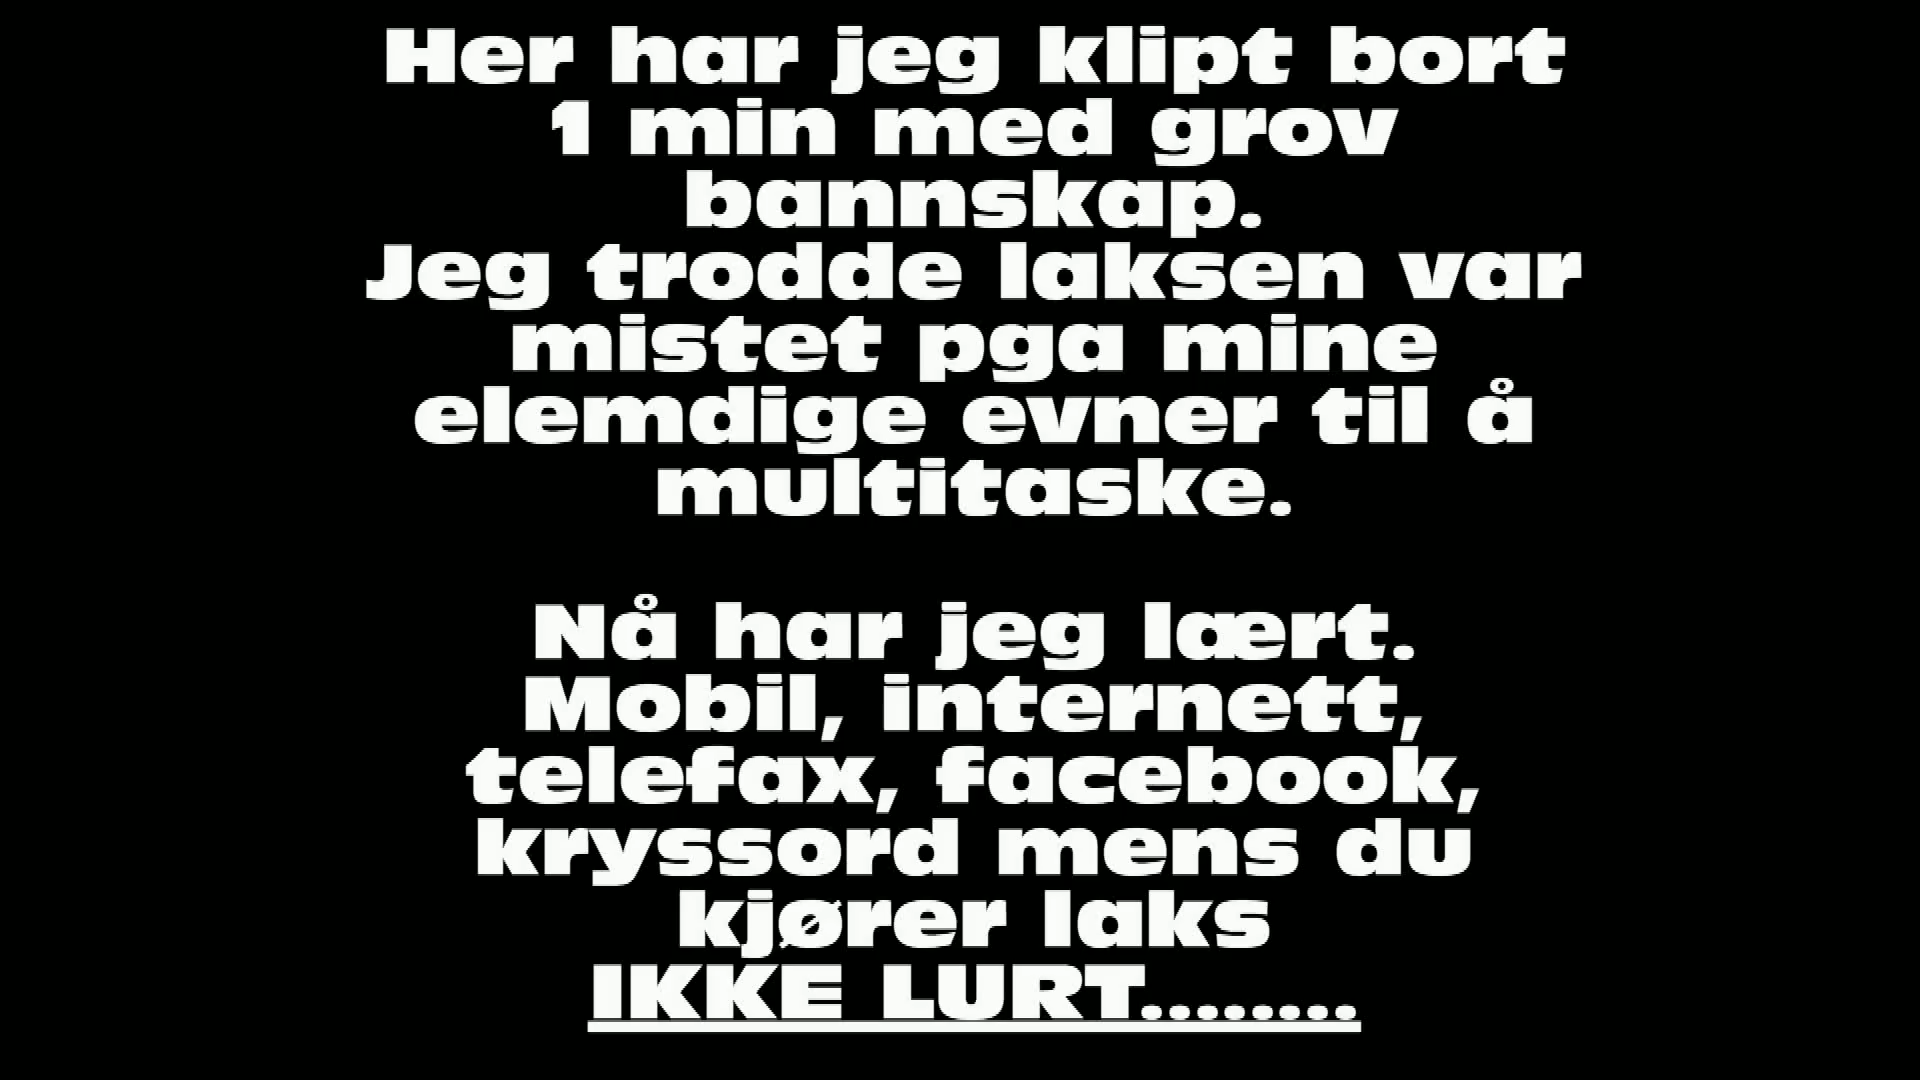 Her har jeg klipt bort
1 min med grov
bannskap.
Jeg trodde laksen var
mistet pga mine
elemdige evner til å
multitaske.
Nå har jeg lært.
Mobil, internett,
telefax, facebook,
kryssord mens du
kjører laks
IKKE LURT........